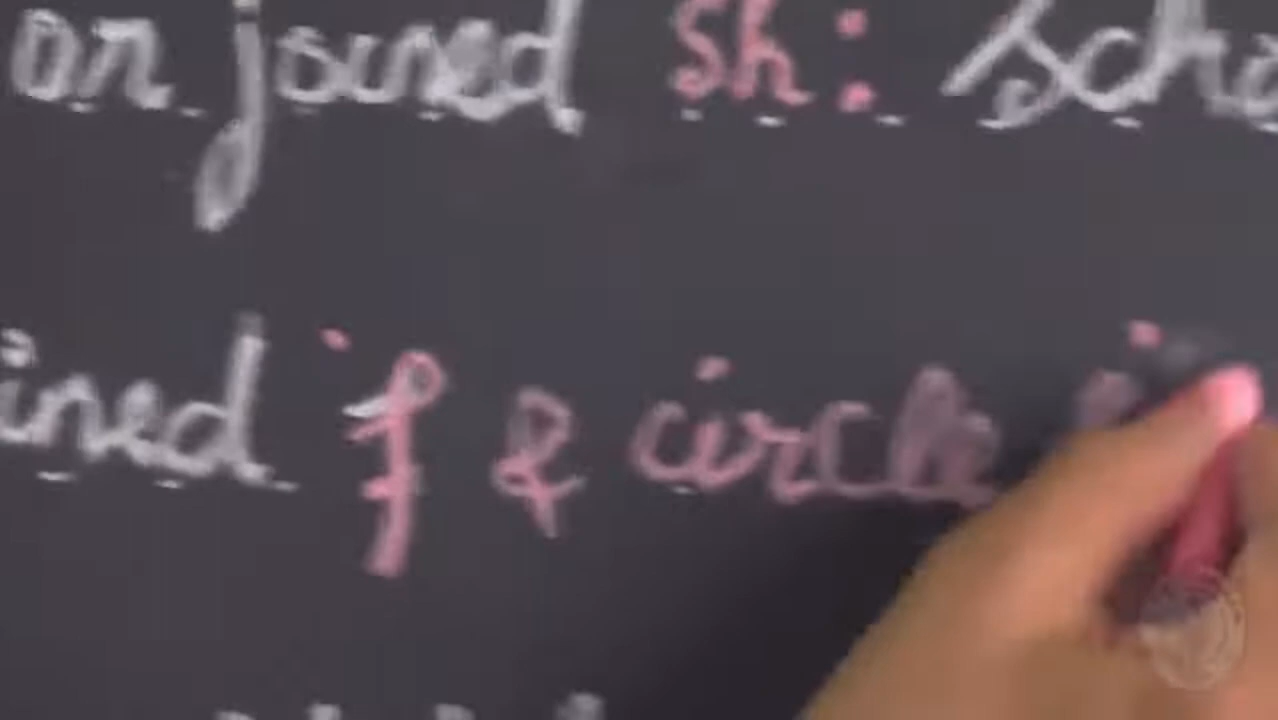 or joined sh: scho
ined f & circle